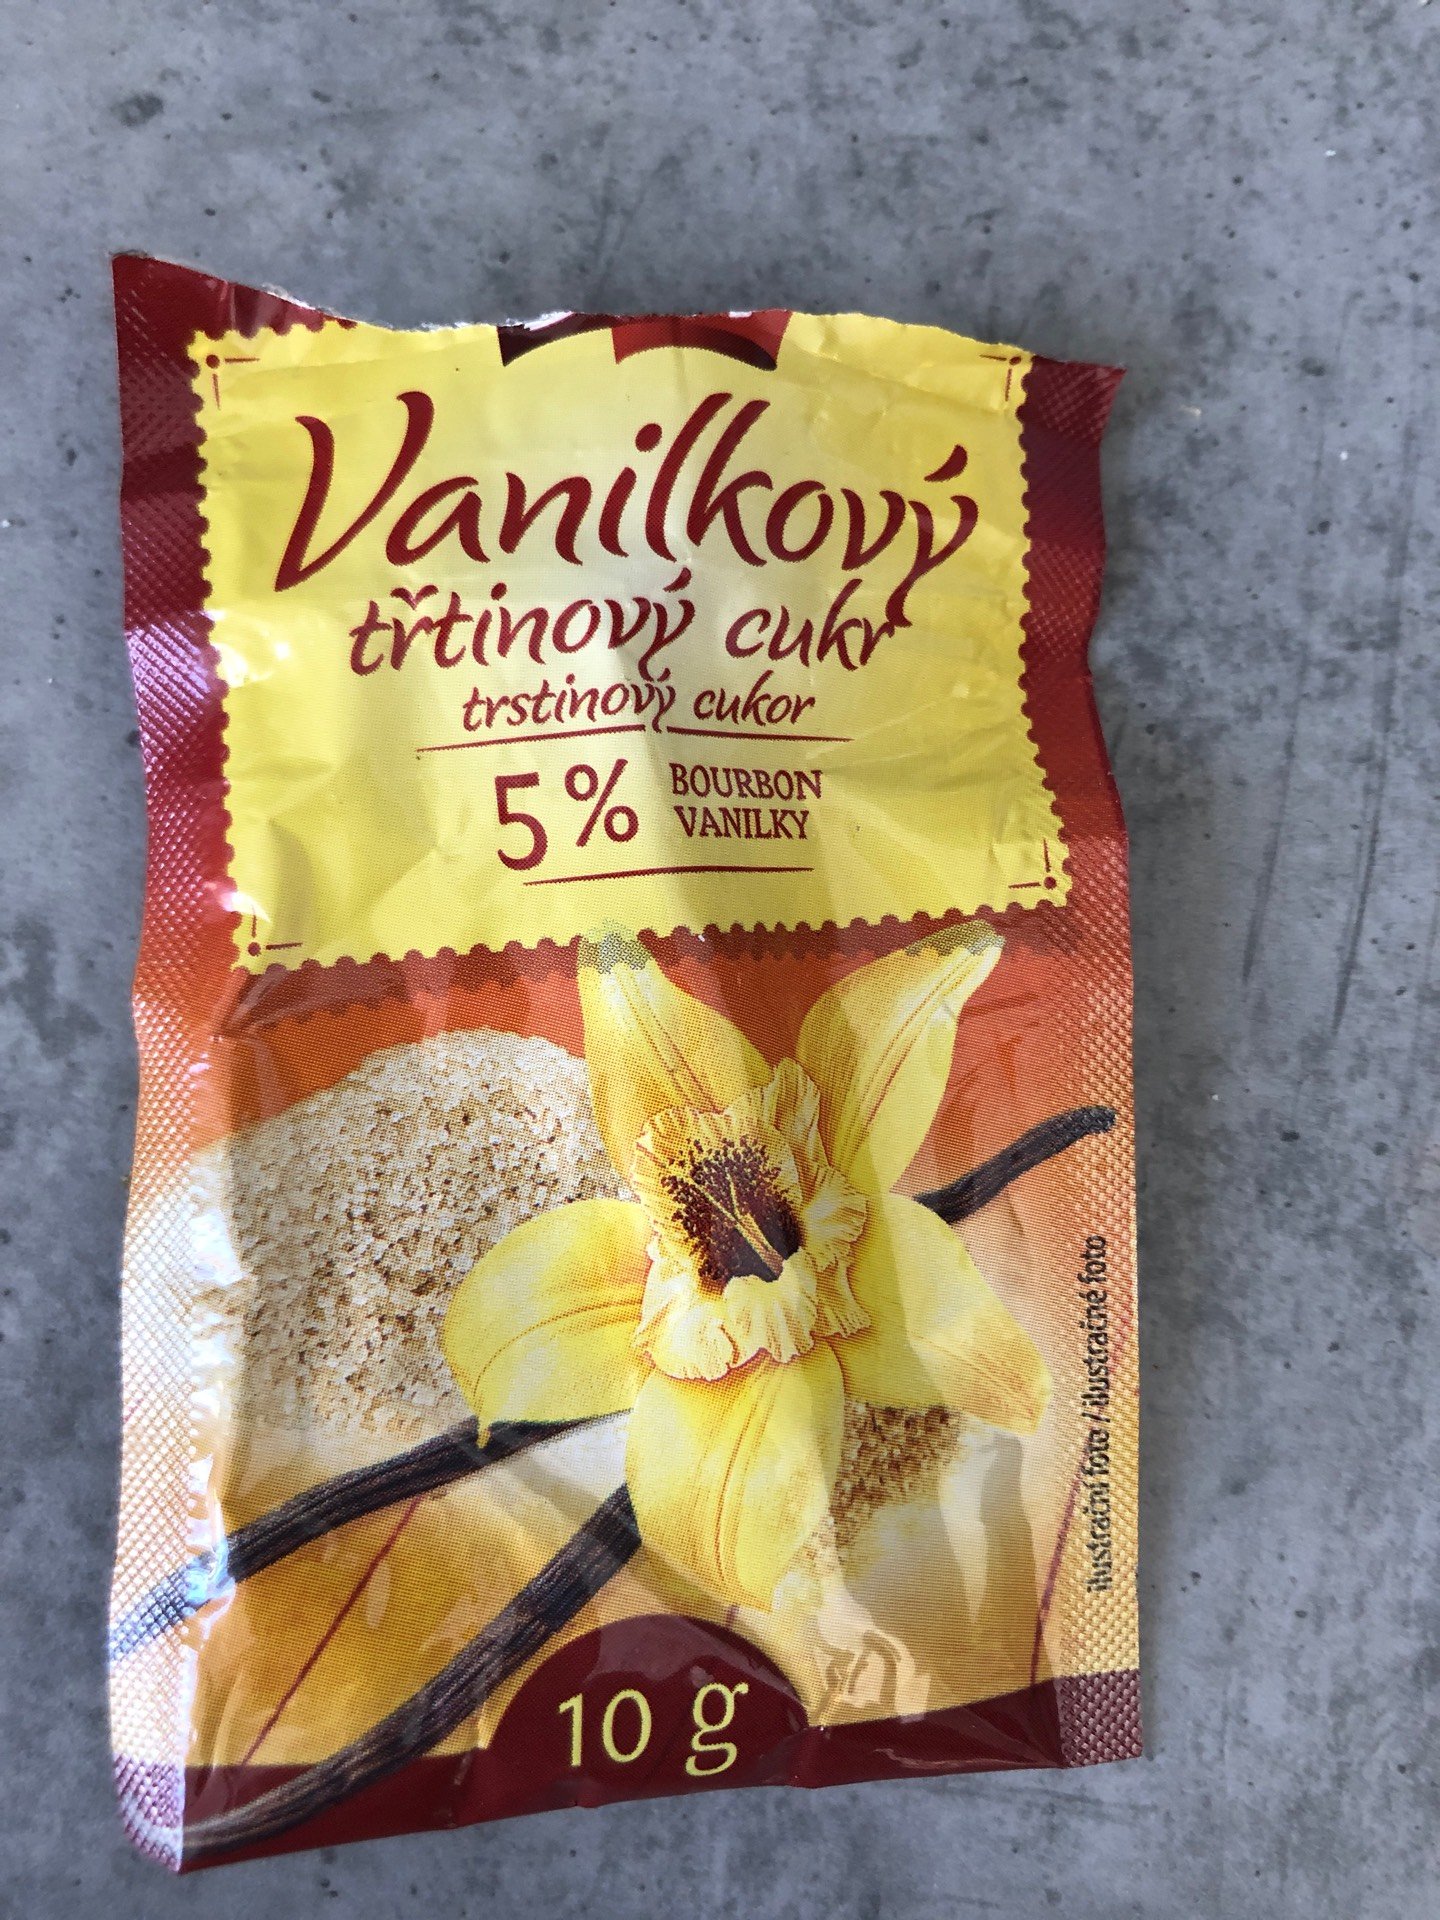 Vanilkový
třtinový cukr
trstinový cukor
5% BOURBON
VANILKY
ilustrační foto / ilustračné foto
10 g